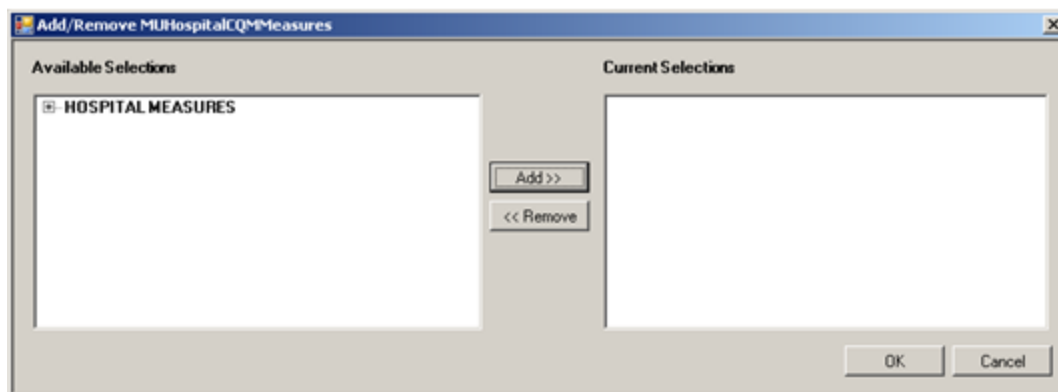 Add/Remove MUHospitalCQMMeasures
Available Selections
Current Selections
HOSPITAL MEASURES
Add >>
<< Remove
OK
Cancel